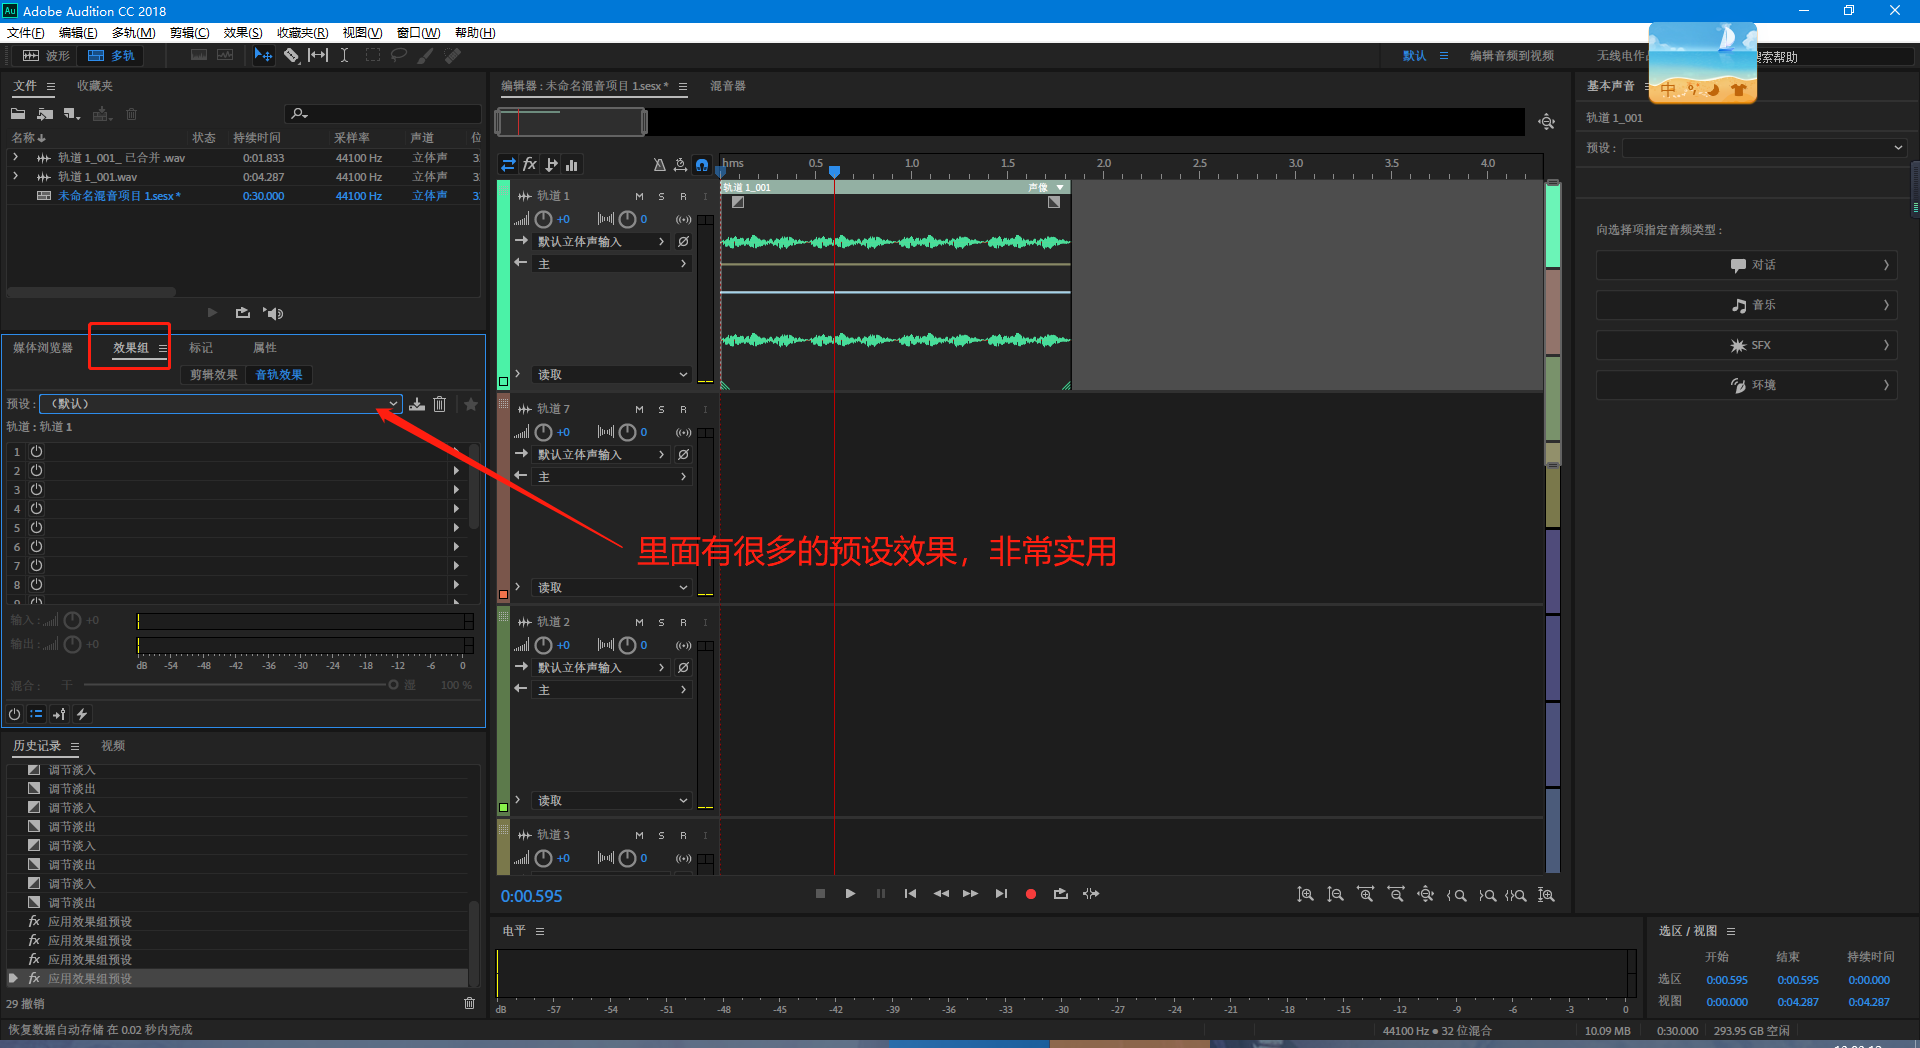 Au Adobe Audition CC 2018
文件(F) 编辑(E) 多轨(M) 剪辑(C) 效果(S) 收藏夹(R) 视图(V) 窗口(W) 帮助(H)
波形 多轨 默认 编辑音频到视频 无线电作 索帮助
中
文件 收藏夹
名称 状态 持续时间 采样率 声道 位
轨道 1_001_ 已合并 .wav 0:01.833 44100 Hz 立体声 3
轨道 1_001.wav 0:04.287 44100 Hz 立体声 3
未命名混音项目 1.sesx * 0:30.000 44100 Hz 立体声 3
媒体浏览器 效果组 标记 属性
剪辑效果 音轨效果
预设: (默认)
轨道: 轨道 1
1
2
3
4
5
6
7
8
9
输入: +0
输出: +0
dB -54 -48 -42 -36 -30 -24 -18 -12 -6 0
混合: 干 湿 100 %
历史记录 视频
调节淡入
调节淡出
调节淡入
调节淡出
调节淡入
调节淡出
调节淡入
调节淡出
fx 应用效果组预设
fx 应用效果组预设
fx 应用效果组预设
fx 应用效果组预设
29 撤销
恢复数据自动存储 在 0.02 秒内完成
编辑器: 未命名混音项目 1.sesx * 混音器
fx hms 0.5 1.0 1.5 2.0 2.5 3.0 3.5 4.0
轨道 1 M S R I
+0 0
默认立体声输入
主
读取
轨道 1_001 声像
轨道 7 M S R I
+0 0
默认立体声输入
主
读取
里面有很多的预设效果，非常实用
轨道 2 M S R I
+0 0
默认立体声输入
主
读取
轨道 3 M S R I
+0 0
0:00.595
电平
dB -57 -54 -51 -48 -45 -42 -39 -36 -33 -30 -27 -24 -21 -18 -15 -12 -9 -6 -3 0
基本声音
轨道 1_001
预设:
向选择项指定音频类型:
对话
音乐
SFX
环境
选区 / 视图
开始 结束 持续时间
选区 0:00.595 0:00.595 0:00.000
视图 0:00.000 0:04.287 0:04.287
44100 Hz ● 32 位混合 10.09 MB 0:30.000 293.95 GB 空闲